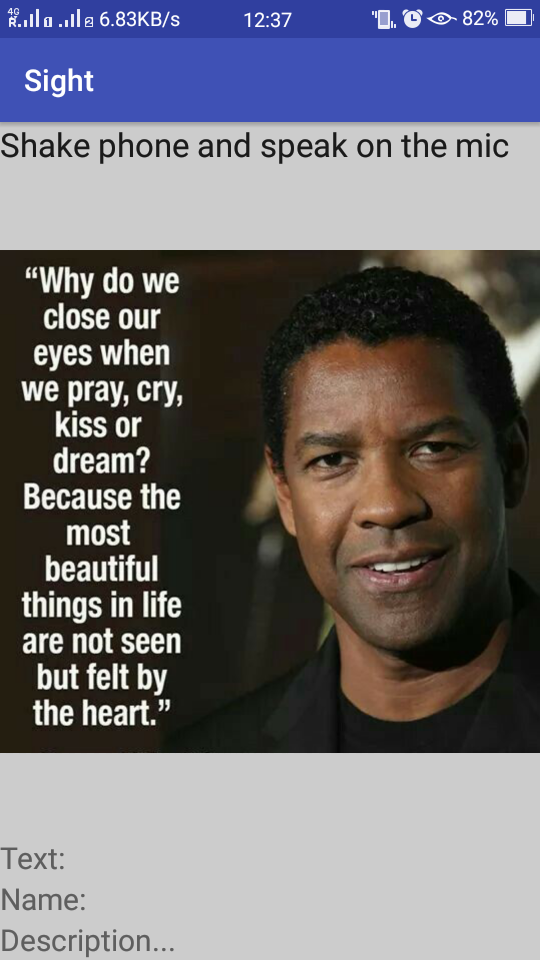 4G
R
6.83KB/s
12:37
82%
Sight
Shake phone and speak on the mic
“Why do we
close our
eyes when
we pray, cry,
kiss or
dream?
Because the
most
beautiful
things in life
are not seen
but felt by
the heart.”
Text:
Name:
Description...